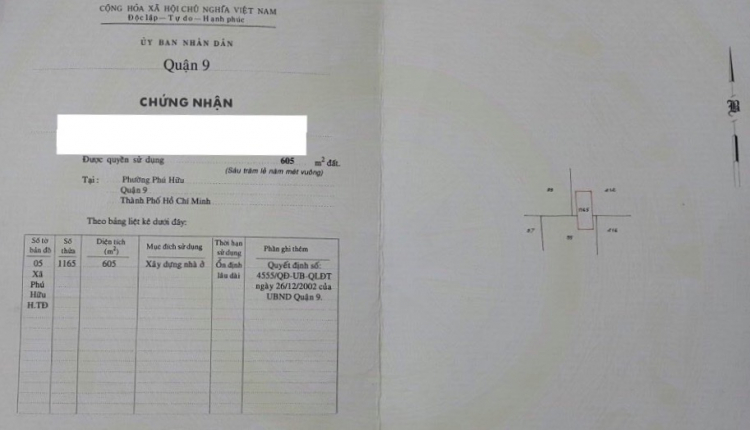 CỘNG HÒA XÃ HỘI CHỦ NGHĨA VIỆT NAM
Độc lập – Tự do – Hạnh phúc
ỦY BAN NHÂN DÂN
Quận 9
CHỨNG NHẬN
Được quyền sử dụng 605 m² đất.
(Sáu trăm lẻ năm mét vuông)
Tại : Phường Phú Hữu
Quận 9
Thành Phố Hồ Chí Minh
Theo bảng liệt kê dưới đây:
Số tờ bản đồ
Số thửa
Diện tích (m²)
Mục đích sử dụng
Thời hạn sử dụng
Phần ghi thêm
05 Xã Phú Hữu H.TĐ
1165
605
Xây dựng nhà ở
Ổn định lâu dài
Quyết định số:
4555/QĐ-UB-QLĐT
ngày 26/12/2002 của
UBND Quận 9.
B
1165
87